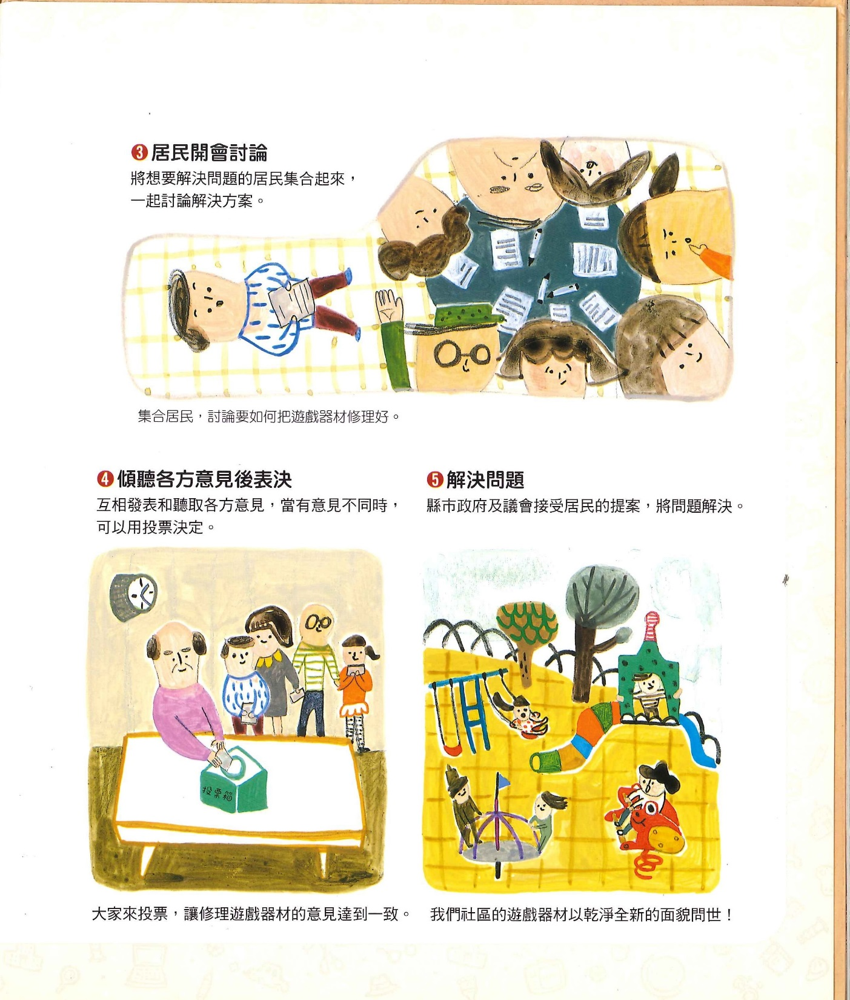 3 居民開會討論
將想要解決問題的居民集合起來，
一起討論解決方案。
集合居民，討論要如何把遊戲器材修理好。
4 傾聽各方意見後表決
互相發表和聽取各方意見，當有意見不同時，
可以用投票決定。
投票箱
大家來投票，讓修理遊戲器材的意見達到一致。
5 解決問題
縣市政府及議會接受居民的提案，將問題解決。
我們社區的遊戲器材以乾淨全新的面貌問世！